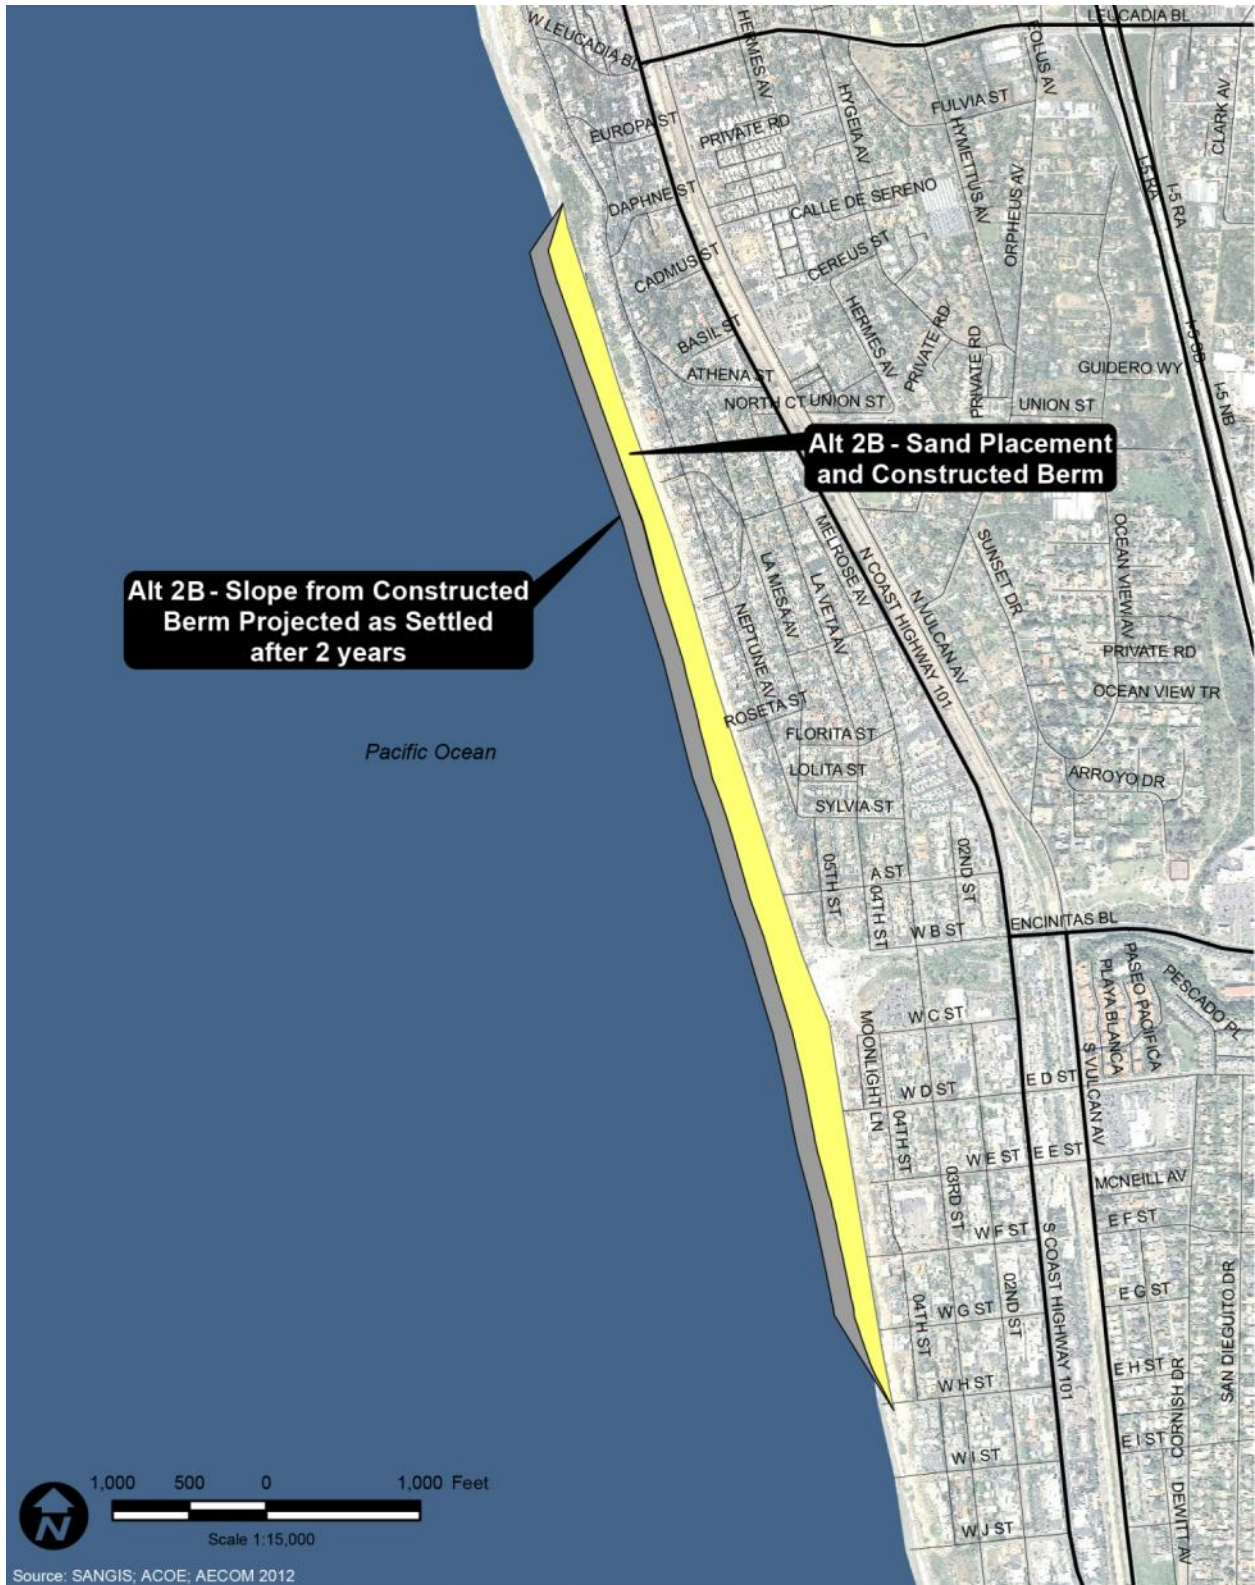 LEUCADIA BL
W LEUCADIA BL
HERMES AV
EOLUS AV
HYGEIA AV
FULVIA ST
CLARK AV
EUROPA ST
PRIVATE RD
HYMETTUS AV
I-5 RA
I-5 RA
DAPHNE ST
CALLE DE SERENO
ORPHEUS AV
CADMUS ST
CEREUS ST
BASIL ST
HERMES AV
PRIVATE RD
PRIVATE RD
I-5 SB
ATHENA ST
GUIDERO WY
NORTH CT
UNION ST
UNION ST
I-5 NB
Alt 2B - Sand Placement
and Constructed Berm
Alt 2B - Slope from Constructed
Berm Projected as Settled
after 2 years
MELROSE AV
N COAST HIGHWAY 101
N VULCAN AV
SUNSET DR
OCEAN VIEW AV
LA MESA AV
LA VETA AV
NEPTUNE AV
PRIVATE RD
OCEAN VIEW TR
ROSETA ST
FLORITA ST
Pacific Ocean
LOLITA ST
ARROYO DR
SYLVIA ST
05TH ST
A ST
04TH ST
02ND ST
W B ST
ENCINITAS BL
PLAYA BLANCA
PASEO PACIFICA
PESCADO PL
W C ST
MOONLIGHT LN
W D ST
E D ST
S VULCAN AV
04TH ST
W E ST
E E ST
03RD ST
MCNEILL AV
W F ST
E F ST
S COAST HIGHWAY 101
04TH ST
W G ST
02ND ST
E G ST
SAN DIEGUITO DR
W H ST
E H ST
CORNISH DR
E I ST
W I ST
DEWITT AV
W J ST
1,000 500 0 1,000 Feet
N
Scale 1:15,000
Source: SANGIS; ACOE; AECOM 2012